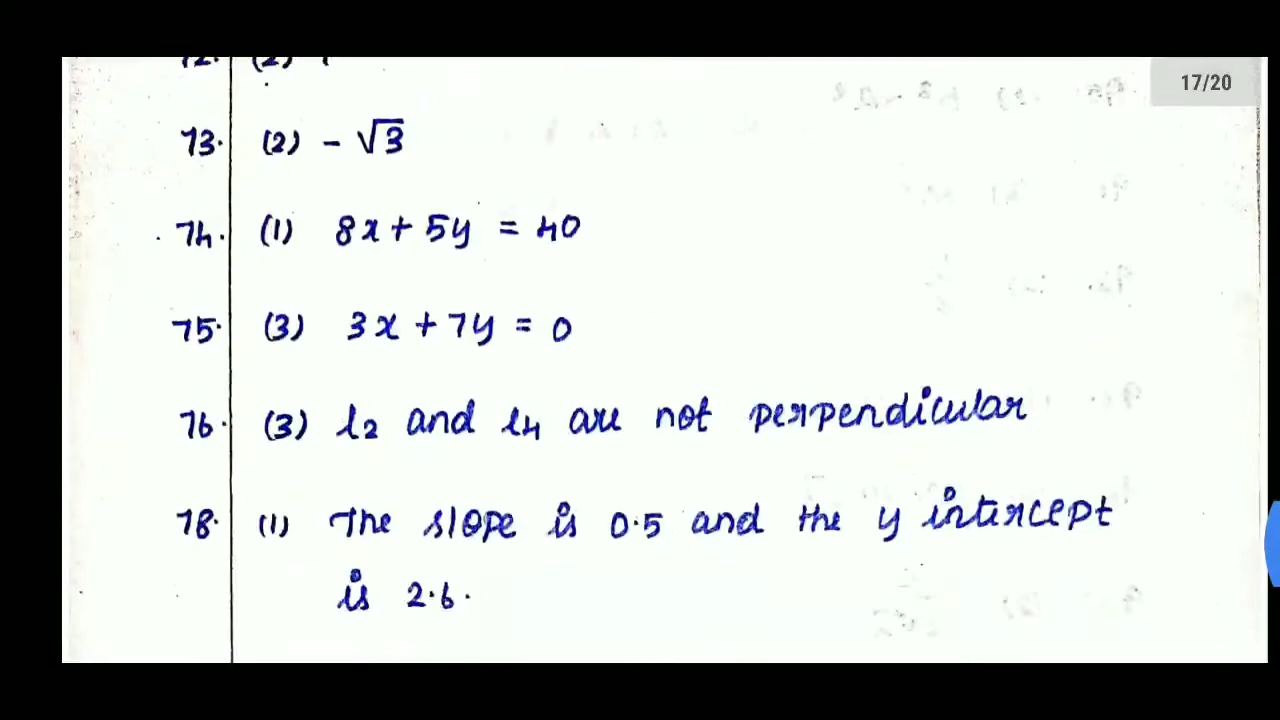 17/20
73. (2) - √3
74. (1) 8x + 5y = 40
75. (3) 3x + 7y = 0
76. (3) l2 and l4 are not perpendicular
78. (1) The slope is 0.5 and the y intercept
is 2.6.